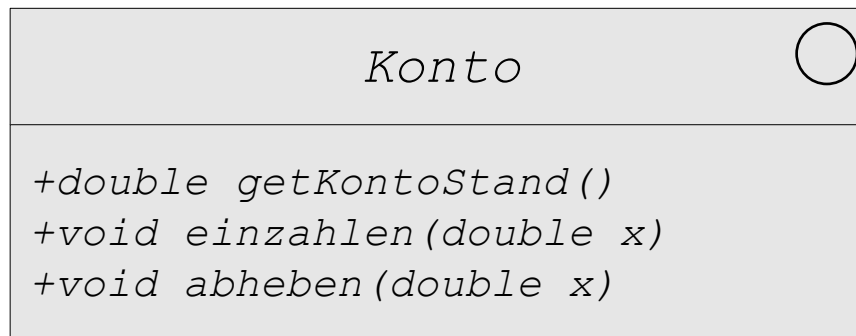 Konto
+double getKontoStand()
+void einzahlen(double x)
+void abheben(double x)